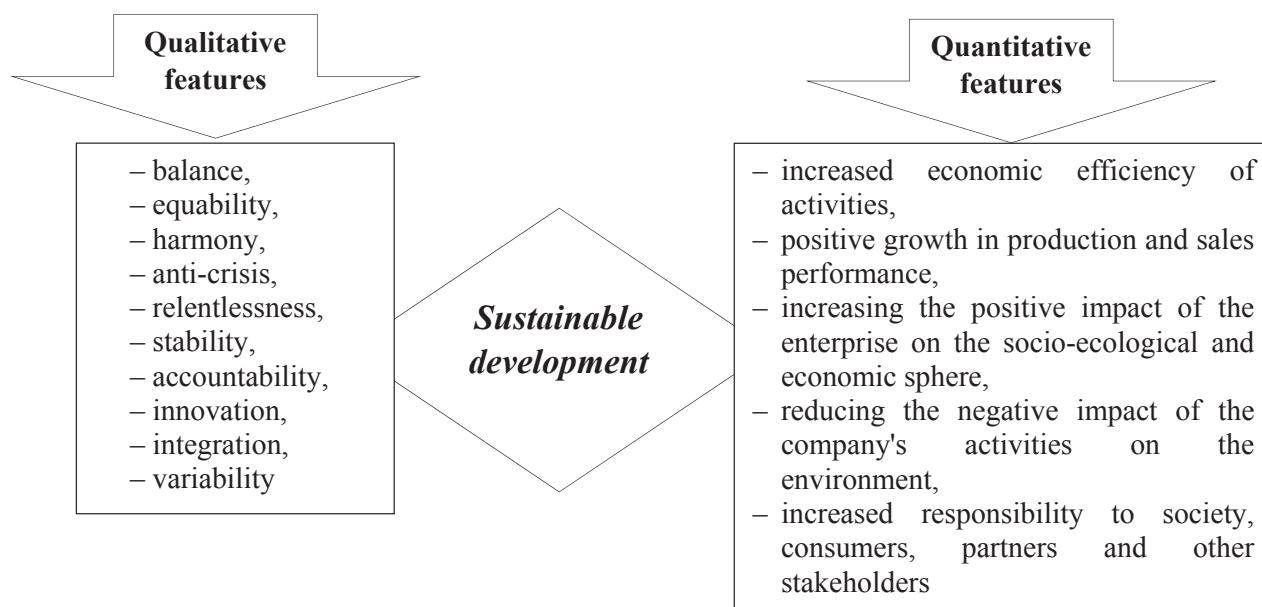 Qualitative
features
– balance,
– equability,
– harmony,
– anti-crisis,
– relentlessness,
– stability,
– accountability,
– innovation,
– integration,
– variability
Sustainable
development
Quantitative
features
– increased economic efficiency of
activities,
– positive growth in production and sales
performance,
– increasing the positive impact of the
enterprise on the socio-ecological and
economic sphere,
– reducing the negative impact of the
company's activities on the
environment,
– increased responsibility to society,
consumers, partners and other
stakeholders